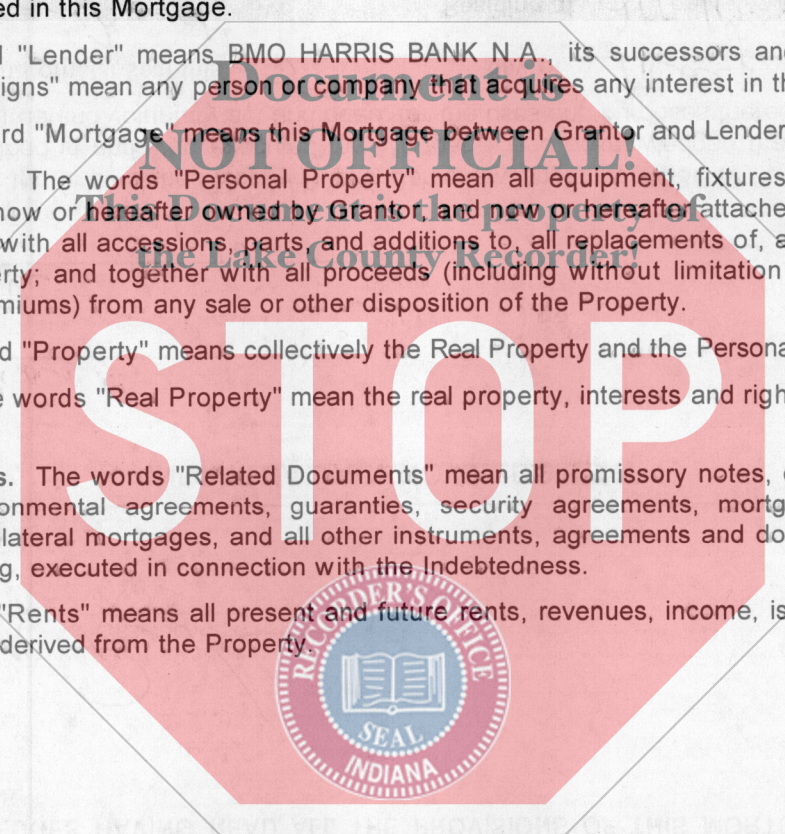 ed in this Mortgage.
"Lender" means BMO HARRIS BANK N.A., its successors and
igns" mean any person or company that acquires any interest in th
Document is
rd "Mortgage" means this Mortgage between Grantor and Lender
NOT OFFICIAL!
The words "Personal Property" mean all equipment, fixtures
now or hereafter owned by Grantor, and now or hereafter attache
This Document is the property of
with all accessions, parts, and additions to, all replacements of, a
the Lake County Recorder!
erty; and together with all proceeds (including without limitation
miums) from any sale or other disposition of the Property.
STOP
d "Property" means collectively the Real Property and the Persona
e words "Real Property" mean the real property, interests and righ
s. The words "Related Documents" mean all promissory notes,
onmental agreements, guaranties, security agreements, mortg
lateral mortgages, and all other instruments, agreements and do
g, executed in connection with the Indebtedness.
"Rents" means all present and future rents, revenues, income, is
derived from the Property.
RECORDER'S OFFICE
SEAL
INDIANA